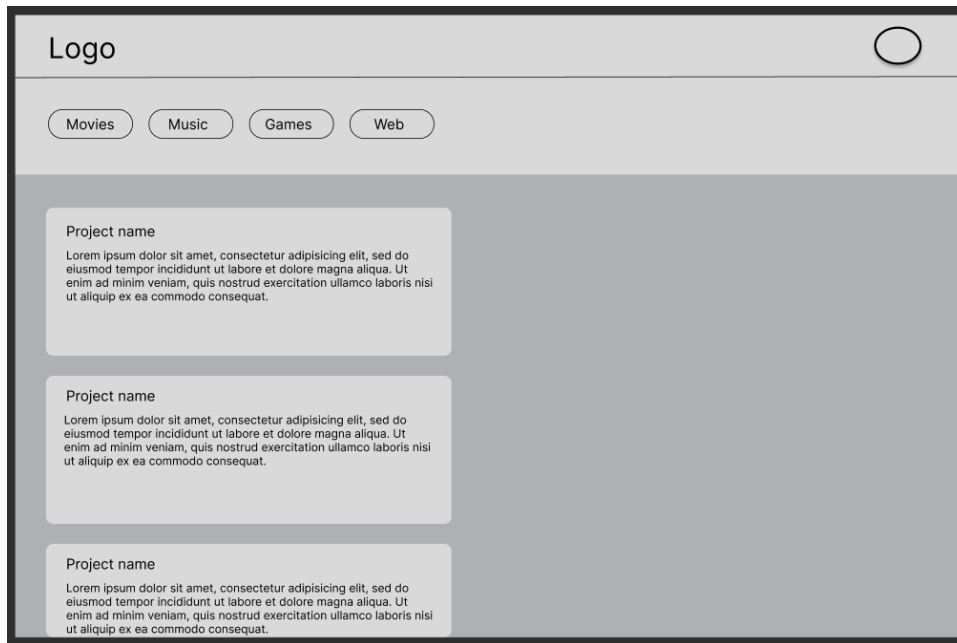 Logo
Movies Music Games Web
Project name
Lorem ipsum dolor sit amet, consectetur adipisicing elit, sed do
eiusmod tempor incididunt ut labore et dolore magna aliqua. Ut
enim ad minim veniam, quis nostrud exercitation ullamco laboris nisi
ut aliquip ex ea commodo consequat.
Project name
Lorem ipsum dolor sit amet, consectetur adipisicing elit, sed do
eiusmod tempor incididunt ut labore et dolore magna aliqua. Ut
enim ad minim veniam, quis nostrud exercitation ullamco laboris nisi
ut aliquip ex ea commodo consequat.
Project name
Lorem ipsum dolor sit amet, consectetur adipisicing elit, sed do
eiusmod tempor incididunt ut labore et dolore magna aliqua. Ut
enim ad minim veniam, quis nostrud exercitation ullamco laboris nisi
ut aliquip ex ea commodo consequat.